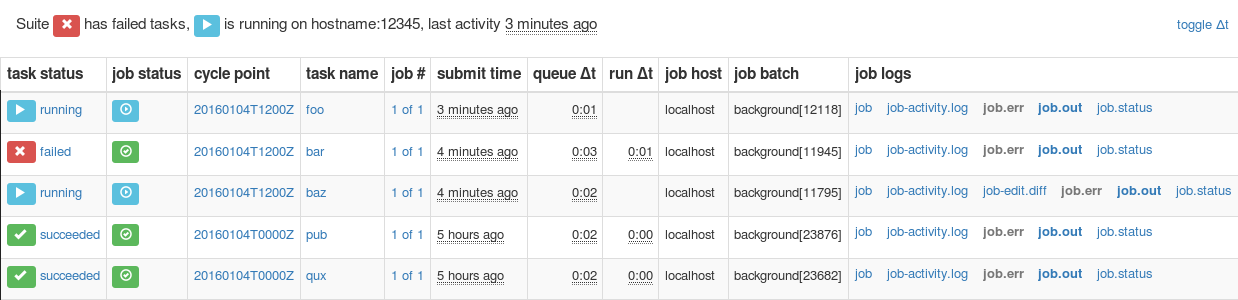 Suite has failed tasks, is running on hostname:12345, last activity 3 minutes ago toggle Δt
task status job status cycle point task name job # submit time queue Δt run Δt job host job batch job logs
running 20160104T1200Z foo 1 of 1 3 minutes ago 0:01 localhost background[12118] job job-activity.log job.err job.out job.status
failed 20160104T1200Z bar 1 of 1 4 minutes ago 0:03 0:01 localhost background[11945] job job-activity.log job.err job.out job.status
running 20160104T1200Z baz 1 of 1 4 minutes ago 0:02 localhost background[11795] job job-activity.log job-edit.diff job.err job.out job.status
succeeded 20160104T0000Z pub 1 of 1 5 hours ago 0:02 0:00 localhost background[23876] job job-activity.log job.err job.out job.status
succeeded 20160104T0000Z qux 1 of 1 5 hours ago 0:02 0:00 localhost background[23682] job job-activity.log job.err job.out job.status